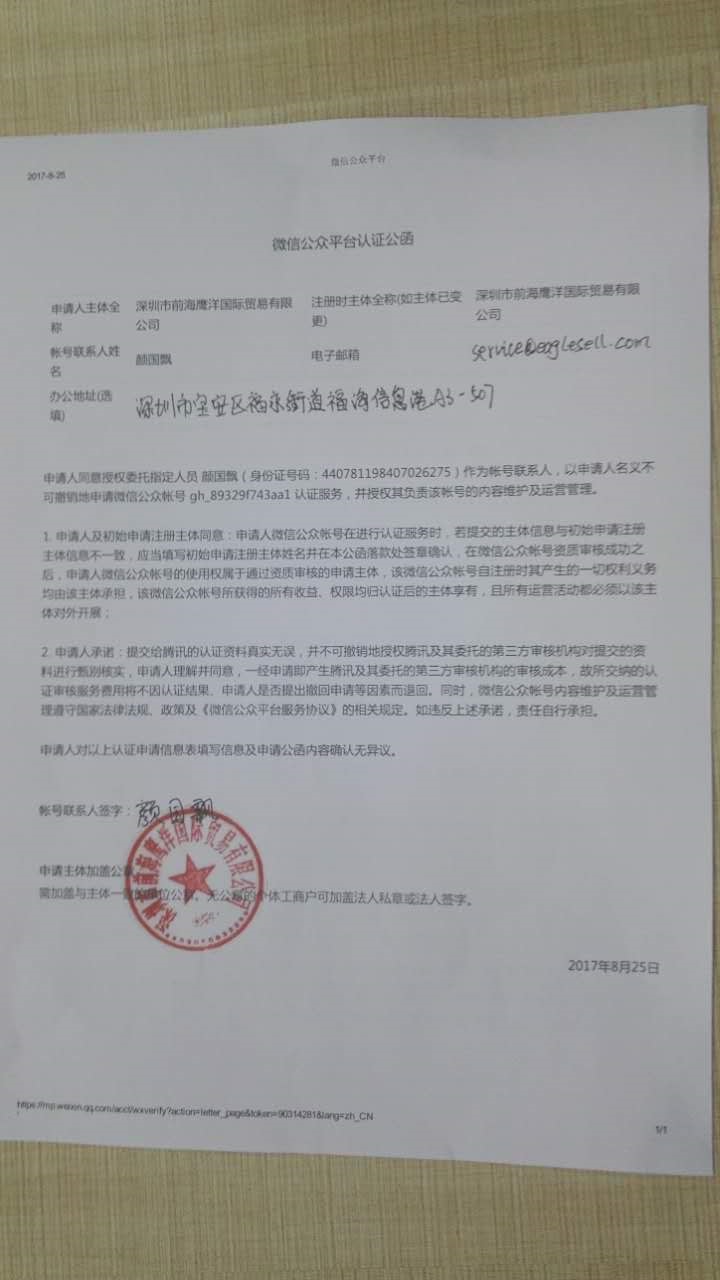 2017-8-25
微信公众平台
微信公众平台认证公函
申请人主体全称
深圳市前海鹰洋国际贸易有限公司
注册时主体全称(如主体已变更)
深圳市前海鹰洋国际贸易有限公司
帐号联系人姓名
颜国飘
电子邮箱
service@eaglesell.com
办公地址(选填)
深圳市宝安区福永街道福海信息港A3-507
申请人同意授权委托指定人员 颜国飘（身份证号码：440781198407026275）作为帐号联系人，以申请人名义不
可撤销地申请微信公众帐号 gh_89329f743aa1 认证服务，并授权其负责该帐号的内容维护及运营管理。
1. 申请人及初始申请注册主体同意：申请人微信公众帐号在进行认证服务时，若提交的主体信息与初始申请注册
主体信息不一致，应当填写初始申请注册主体姓名并在本公函落款处签章确认，在微信公众帐号资质审核成功之
后，申请人微信公众帐号的使用权属于通过资质审核的申请主体，该微信公众帐号自注册时其产生的一切权利义务
均由该主体承担，该微信公众帐号所获得的所有收益、权限均归认证后的主体享有，且所有运营活动都必须以该主
体对外开展；
2. 申请人承诺：提交给腾讯的认证资料真实无误，并不可撤销地授权腾讯及其委托的第三方审核机构对提交的资
料进行甄别核实，申请人理解并同意，一经申请即产生腾讯及其委托的第三方审核机构的审核成本，故所交纳的认
证审核服务费用将不因认证结果、申请人是否提出撤回申请等因素而退回。同时，微信公众帐号内容维护及运营管
理遵守国家法律法规、政策及《微信公众平台服务协议》的相关规定。如违反上述承诺，责任自行承担。
申请人对以上认证申请信息表填写信息及申请公函内容确认无异议。
帐号联系人签字：颜国飘
深圳市前海鹰洋国际贸易有限公司
申请主体加盖公章
需加盖与主体一致的单位公章、无公章的个体工商户可加盖法人私章或法人签字。
2017年8月25日
https://mp.weixin.qq.com/acct/wxverify?action=letter_page&token=90314281&lang=zh_CN
1/1